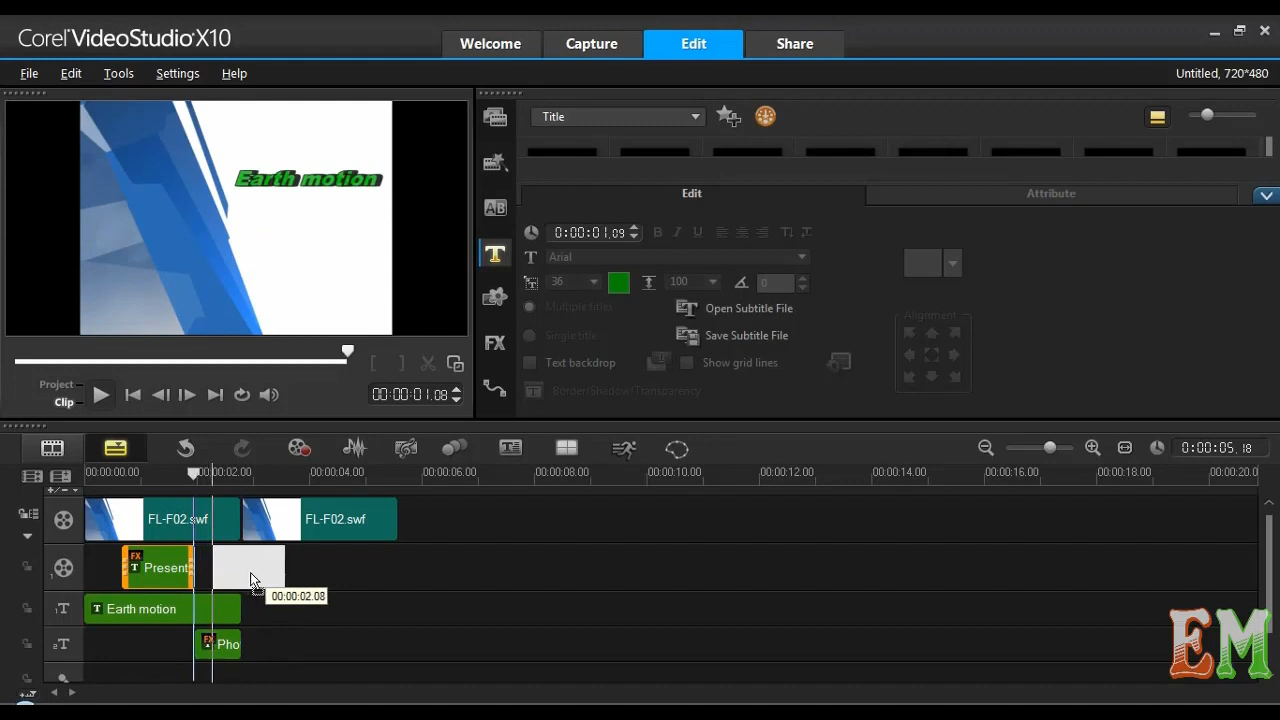 Corel VideoStudio X10
Welcome
Capture
Edit
Share
File
Edit
Tools
Settings
Help
Untitled, 720*480
Earth motion
Title
Edit
Attribute
0:00:01.09
B I U
Arial
36
100
0
Multiple titles
Open Subtitle File
Single title
Save Subtitle File
Alignment
Text backdrop
Show grid lines
Border/Shadow/Transparency
Project
Clip
00:00:01.08
0:00:05.18
00:00:00.00
00:00:02.00
00:00:04.00
00:00:06.00
00:00:08.00
00:00:10.00
00:00:12.00
00:00:14.00
00:00:16.00
00:00:18.00
00:00:20.0
FL-F02.swf
FL-F02.swf
FX
T
Present
00:00:02.08
1T
T
Earth motion
2T
FX
Pho
AB
T
FX
EM